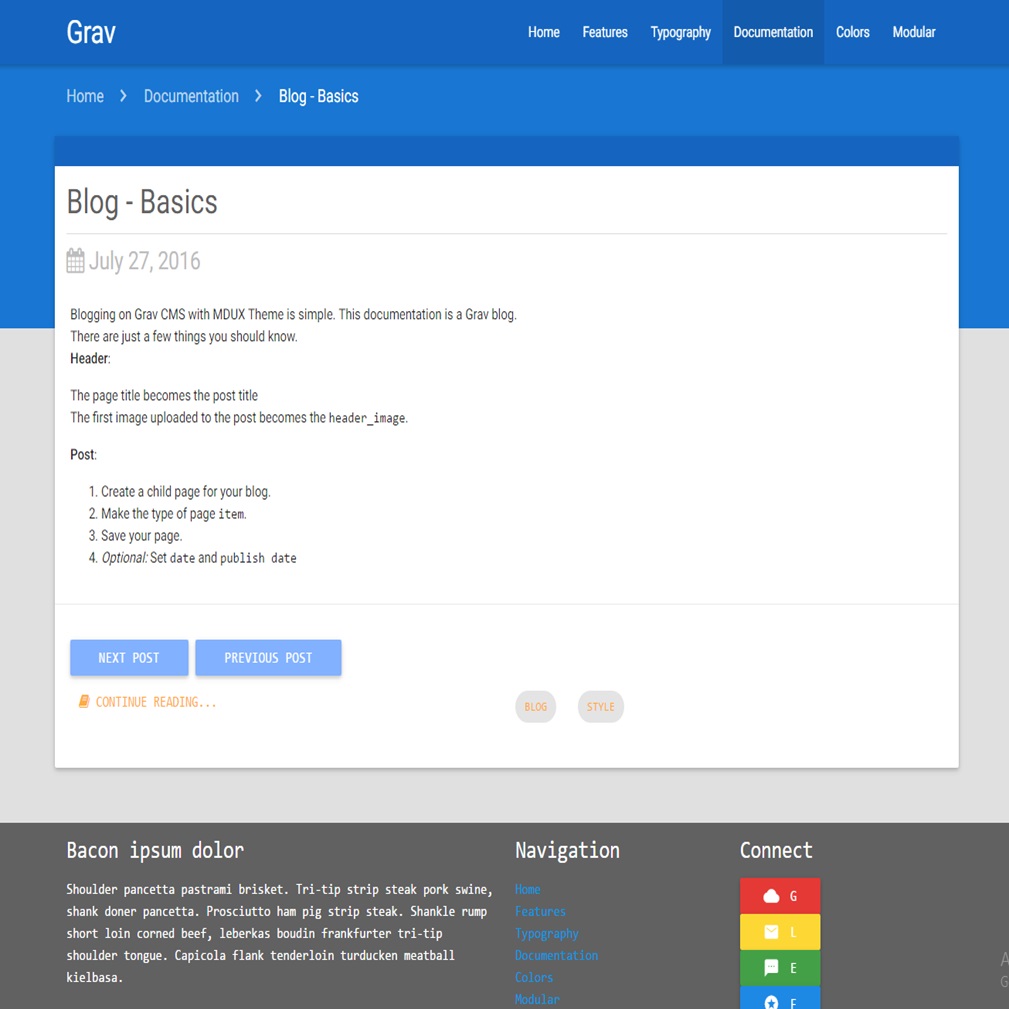 Grav
Home Features Typography Documentation Colors Modular
Home > Documentation > Blog - Basics
Blog - Basics
July 27, 2016
Blogging on Grav CMS with MDUX Theme is simple. This documentation is a Grav blog.
There are just a few things you should know.
Header:
The page title becomes the post title
The first image uploaded to the post becomes the header_image.
Post:
1. Create a child page for your blog.
2. Make the type of page item.
3. Save your page.
4. Optional: Set date and publish date
NEXT POST PREVIOUS POST
CONTINUE READING...
BLOG STYLE
Bacon ipsum dolor
Shoulder pancetta pastrami brisket. Tri-tip strip steak pork swine,
shank doner pancetta. Prosciutto ham pig strip steak. Shankle rump
short loin corned beef, leberkas boudin frankfurter tri-tip
shoulder tongue. Capicola flank tenderloin turducken meatball
kielbasa.
Navigation
Home
Features
Typography
Documentation
Colors
Modular
Connect
G
L
E